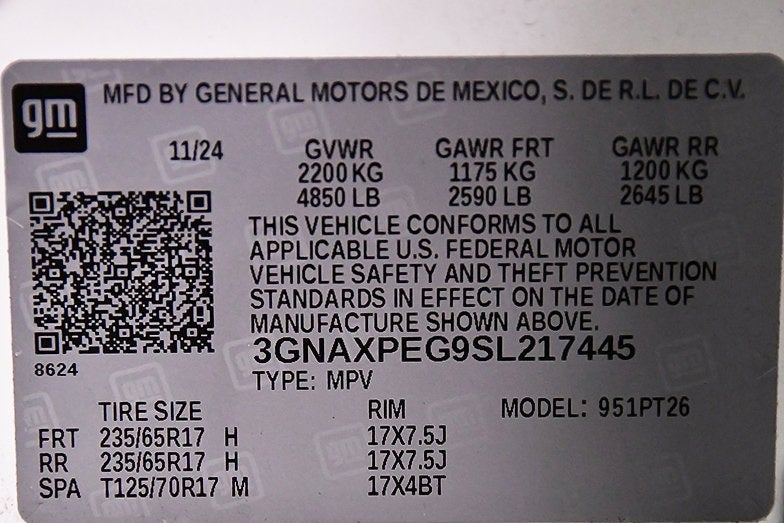 gm
MFD BY GENERAL MOTORS DE MEXICO, S. DE R.L. DE C.V.
11/24 GVWR GAWR FRT GAWR RR
2200 KG 1175 KG 1200 KG
4850 LB 2590 LB 2645 LB
THIS VEHICLE CONFORMS TO ALL
APPLICABLE U.S. FEDERAL MOTOR
VEHICLE SAFETY AND THEFT PREVENTION
STANDARDS IN EFFECT ON THE DATE OF
MANUFACTURE SHOWN ABOVE.
3GNAXPEG9SL217445
8624
TYPE: MPV
TIRE SIZE RIM MODEL: 951PT26
FRT 235/65R17 H 17X7.5J
RR 235/65R17 H 17X7.5J
SPA T125/70R17 M 17X4BT